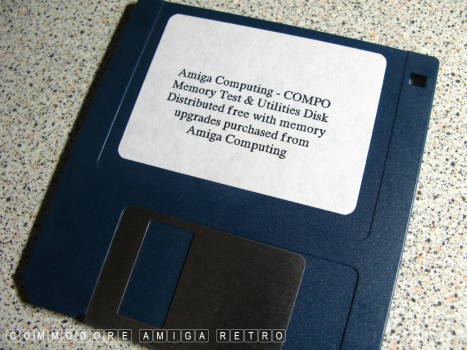 Amiga Computing - COMPO
Memory Test & Utilities Disk
Distributed free with memory
upgrades purchased from
Amiga Computing
COMMODORE AMIGA RETRO